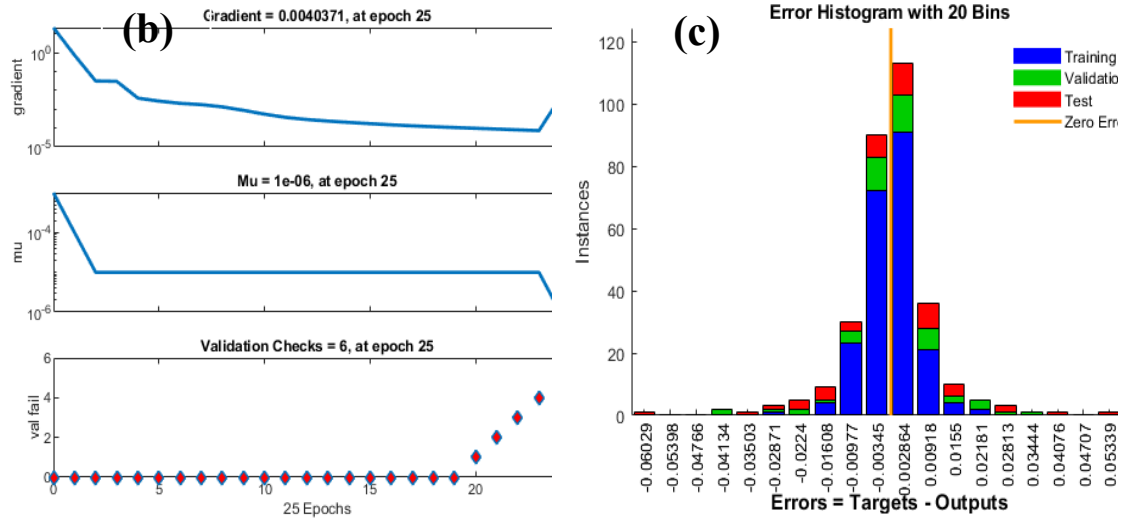 Gradient = 0.0040371, at epoch 25
(b)
gradient
10^0
10^-5
Mu = 1e-06, at epoch 25
mu
10^-4
10^-6
Validation Checks = 6, at epoch 25
val fail
6
4
2
0
0 5 10 15 20
25 Epochs
Error Histogram with 20 Bins
(c)
Training
Validatio
Test
Zero Err
Instances
120
100
80
60
40
20
0
-0.06029
-0.05398
-0.04766
-0.04134
-0.03503
-0.02871
-0.0224
-0.01608
-0.00977
-0.00345
0.002864
0.00918
0.0155
0.02181
0.02813
0.03444
0.04076
0.04707
0.05339
Errors = Targets - Outputs